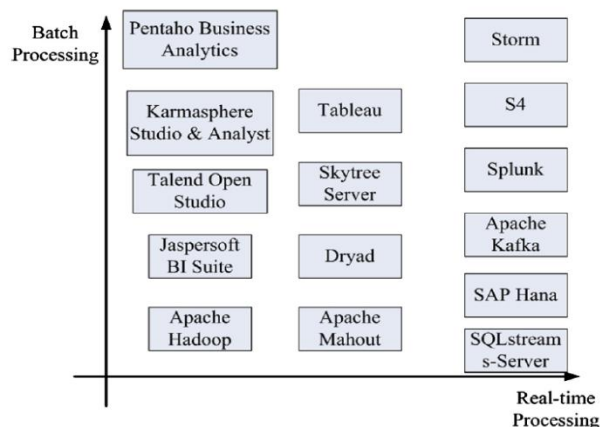 Batch
Processing
Pentaho Business
Analytics
Karmasphere
Studio & Analyst
Talend Open
Studio
Jaspersoft
BI Suite
Apache
Hadoop
Tableau
Skytree
Server
Dryad
Apache
Mahout
Storm
S4
Splunk
Apache
Kafka
SAP Hana
SQLstream
s-Server
Real-time
Processing